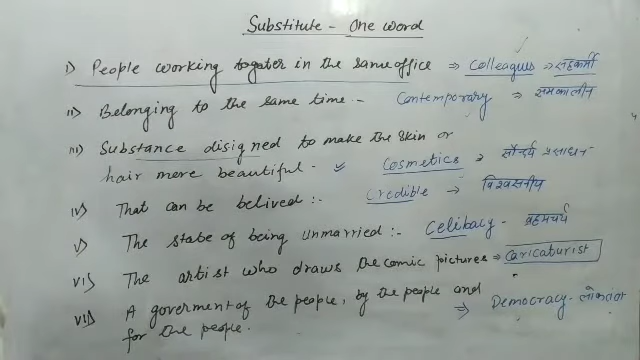 Substitute - One word
i) People working togater in the same office ⇒ Colleagues ⇒ सहकर्मी
ii) Belonging to the same time. - Contemporary ⇒ समकालीन
iii) Substance disigned to make the skin or
hair more beautiful. - Cosmetics ⇒ सौन्दर्य प्रसाधन
iv) That can be belived :- Credible → विश्वसनीय
v) The state of being unmarried :- Celibacy - ब्रह्मचर्य
vi) The artist who draws the comic pictures ⇒ Caricaturist
vii) A goverment of the people, by the people and
for the people. ⇒ Democracy - लोकतंत्र